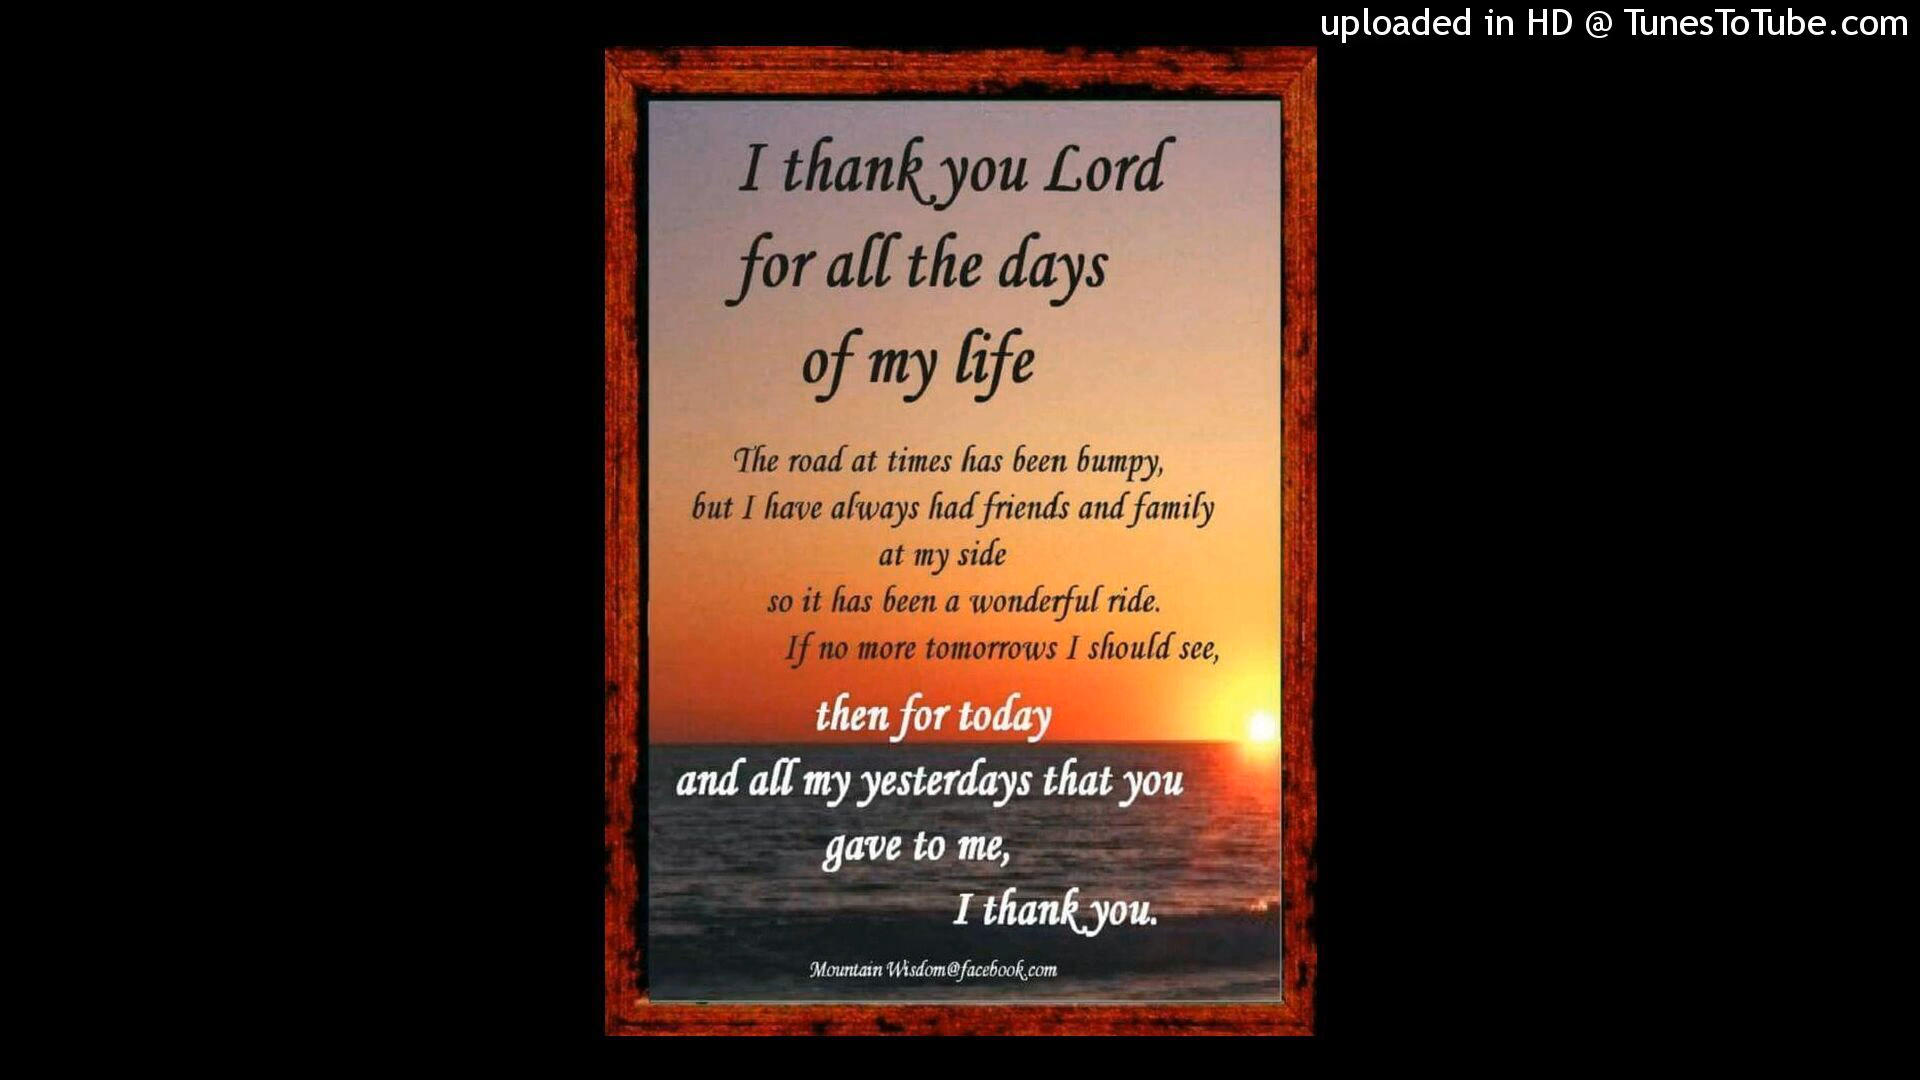 uploaded in HD @ TunesToTube.com
I thank you Lord
for all the days
of my life
The road at times has been bumpy,
but I have always had friends and family
at my side
so it has been a wonderful ride.
If no more tomorrows I should see,
then for today
and all my yesterdays that you
gave to me,
I thank you.
Mountain Wisdom@facebook.com